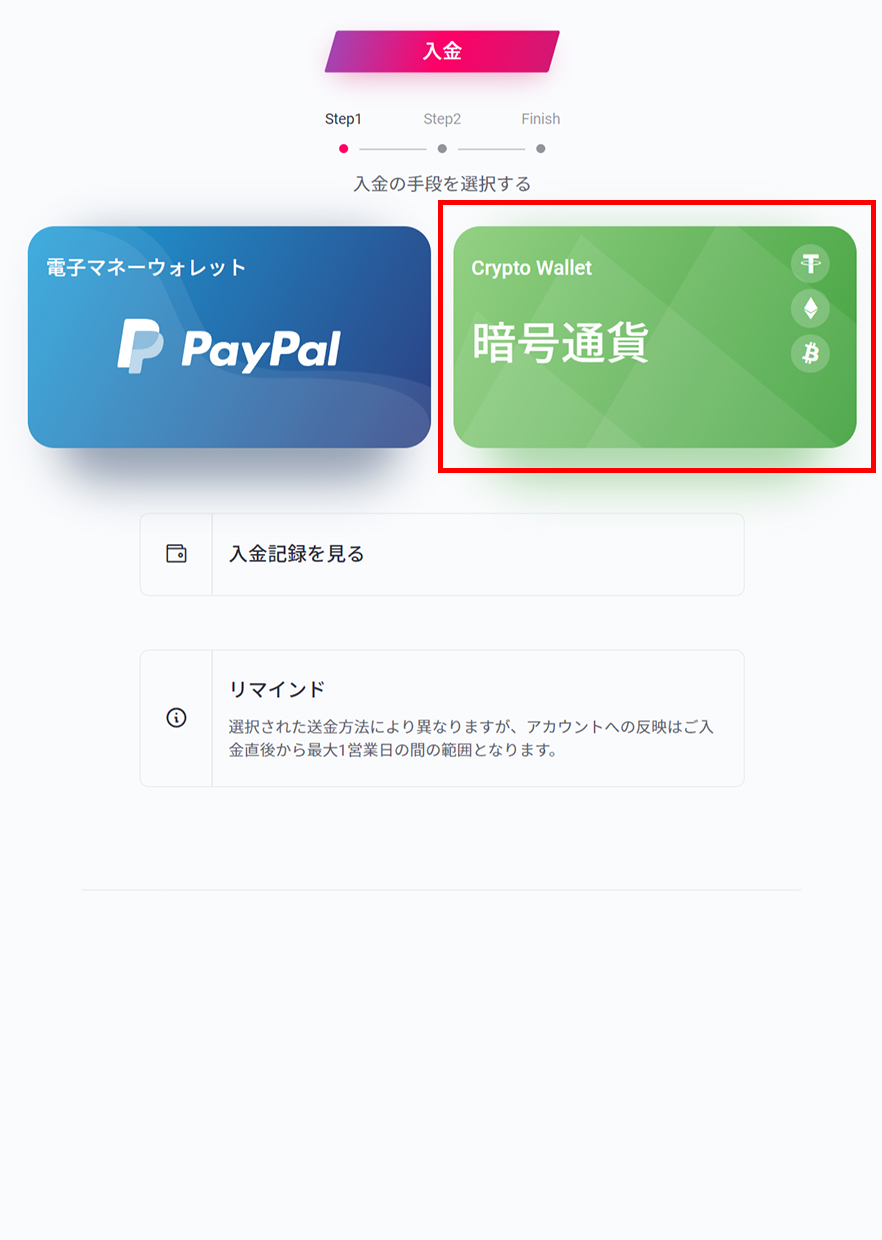 入金
Step1 Step2 Finish
入金の手段を選択する
電子マネーウォレット
PayPal
Crypto Wallet
暗号通貨
入金記録を見る
リマインド
選択された送金方法により異なりますが、アカウントへの反映はご入
金直後から最大1営業日の間の範囲となります。